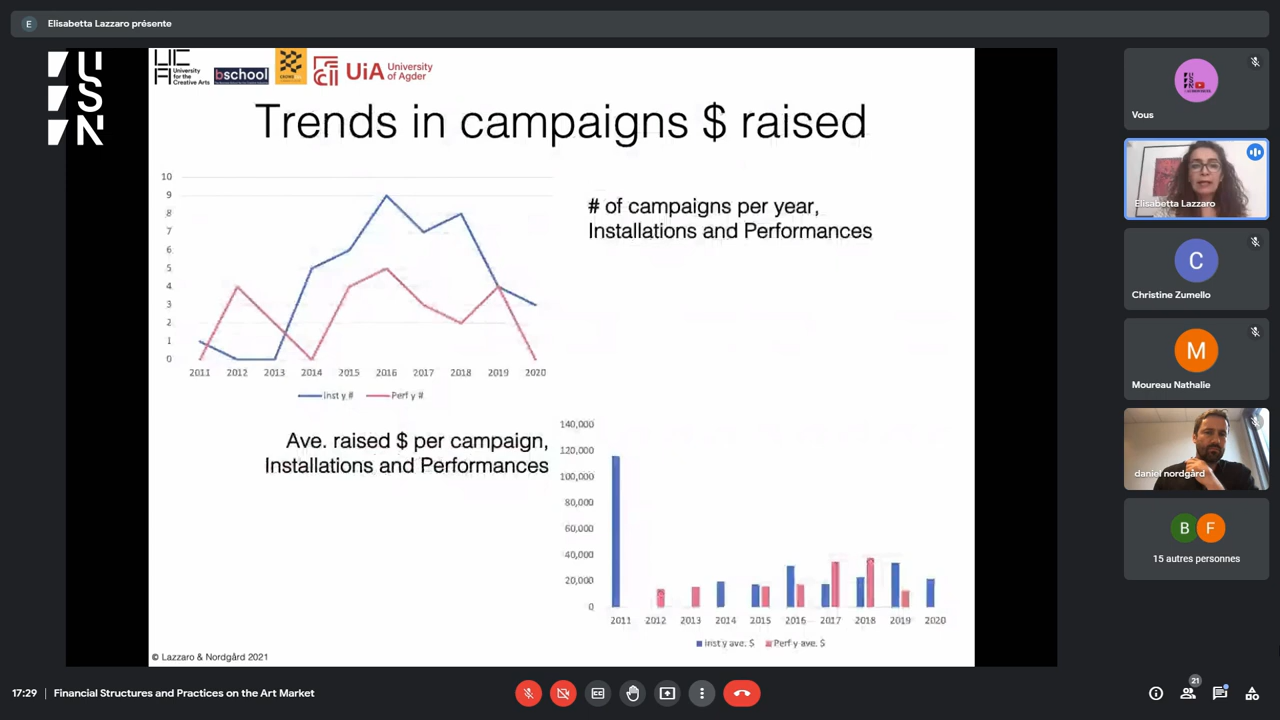 E
Elisabetta Lazzaro présente
USN
UCA
University
for the
Creative Arts
bschool
UiA University
of Agder
Trends in campaigns $ raised
10
9
8
7
6
5
4
3
2
1
0
2011 2012 2013 2014 2015 2016 2017 2018 2019 2020
Inst y # Perf y #
# of campaigns per year,
Installations and Performances
Ave. raised $ per campaign,
Installations and Performances
140,000
120,000
100,000
80,000
60,000
40,000
20,000
0
2011 2012 2013 2014 2015 2016 2017 2018 2019 2020
Inst y ave. $ Perf y ave. $
© Lazzaro & Nordgård 2021
Vous
Elisabetta Lazzaro
C
Christine Zumello
M
Moureau Nathalie
daniel nordgård
B F
15 autres personnes
17:29 | Financial Structures and Practices on the Art Market
CC
21